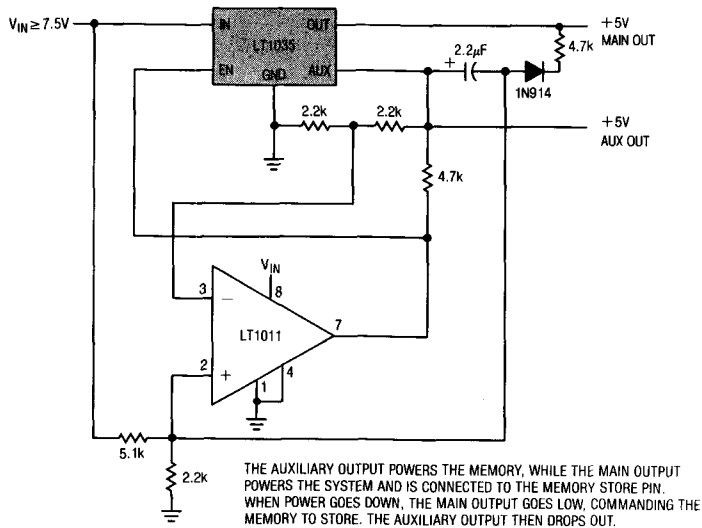 VIN ≥ 7.5V
IN
OUT
LT1035
EN
GND
AUX
+5V
MAIN OUT
4.7k
2.2µF
+
1N914
2.2k
2.2k
+5V
AUX OUT
4.7k
VIN
3
−
8
LT1011
7
2
+
1
4
5.1k
2.2k
THE AUXILIARY OUTPUT POWERS THE MEMORY, WHILE THE MAIN OUTPUT
POWERS THE SYSTEM AND IS CONNECTED TO THE MEMORY STORE PIN.
WHEN POWER GOES DOWN, THE MAIN OUTPUT GOES LOW, COMMANDING THE
MEMORY TO STORE. THE AUXILIARY OUTPUT THEN DROPS OUT.